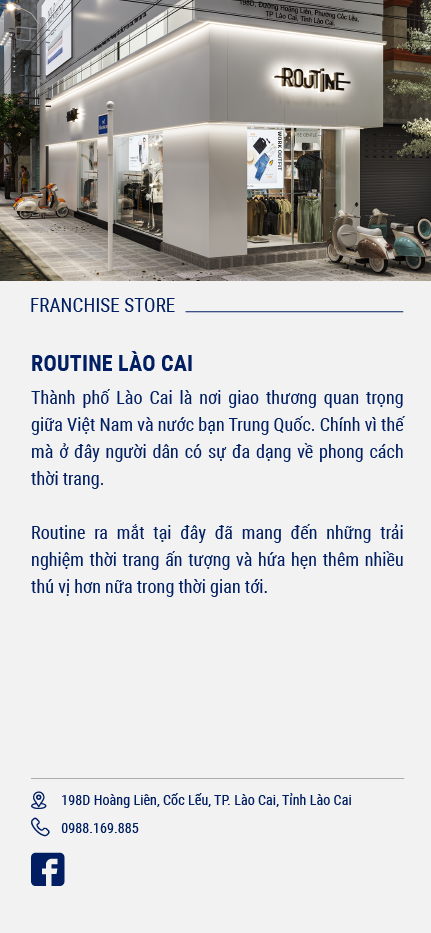 198D, Đường Hoàng Liên, Phường Cốc Lếu,
TP Lào Cai, Tỉnh Lào Cai
ROUTINE
WORK OUTFIT
FRANCHISE STORE
ROUTINE LÀO CAI
Thành phố Lào Cai là nơi giao thương quan trọng
giữa Việt Nam và nước bạn Trung Quốc. Chính vì thế
mà ở đây người dân có sự đa dạng về phong cách
thời trang.
Routine ra mắt tại đây đã mang đến những trải
nghiệm thời trang ấn tượng và hứa hẹn thêm nhiều
thú vị hơn nữa trong thời gian tới.
198D Hoàng Liên, Cốc Lếu, TP. Lào Cai, Tỉnh Lào Cai
0988.169.885